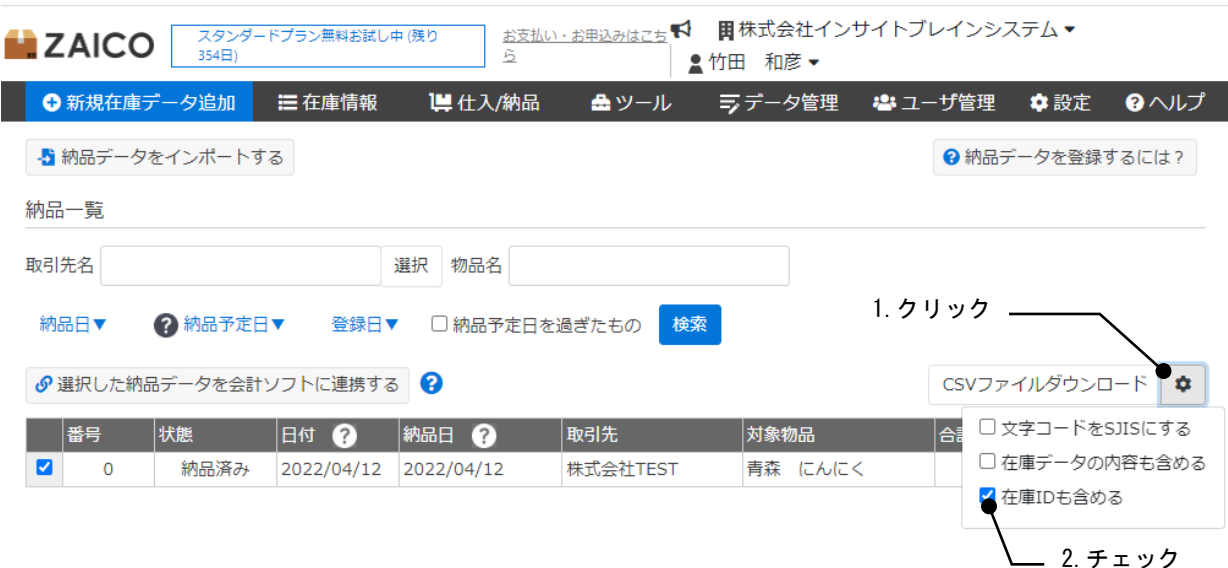 ZAICO
スタンダードプラン無料お試し中 (残り
354日)
お支払い・お申込みはこち
ら
株式会社インサイトブレインシステム
竹田 和彦
新規在庫データ追加 在庫情報 仕入/納品 ツール データ管理 ユーザ管理 設定 ヘルプ
納品データをインポートする 納品データを登録するには？
納品一覧
取引先名 選択 物品名
納品日▼ 納品予定日▼ 登録日▼ 納品予定日を過ぎたもの 検索
1.クリック
選択した納品データを会計ソフトに連携する CSVファイルダウンロード
番号 状態 日付 納品日 取引先 対象物品
0 納品済み 2022/04/12 2022/04/12 株式会社TEST 青森 にんにく
文字コードをSJISにする
在庫データの内容も含める
在庫IDも含める
2.チェック